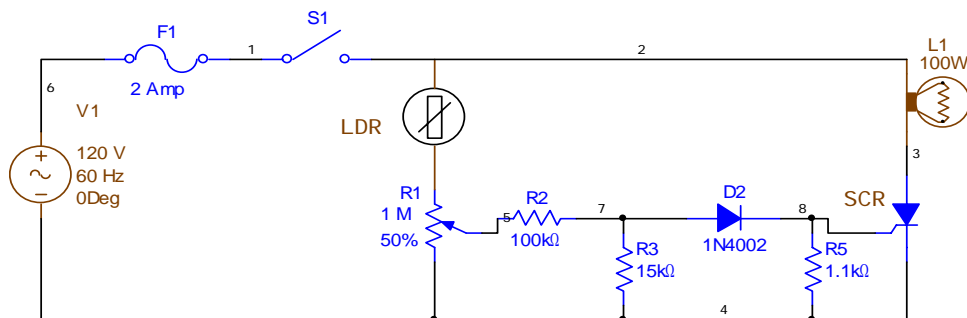 F1
S1
1
2
L1
100W
2 Amp
6
V1
LDR
3
120 V
60 Hz
0Deg
R1
1 M
50%
5
R2
100kΩ
7
D2
1N4002
8
SCR
R3
15kΩ
R5
1.1kΩ
4